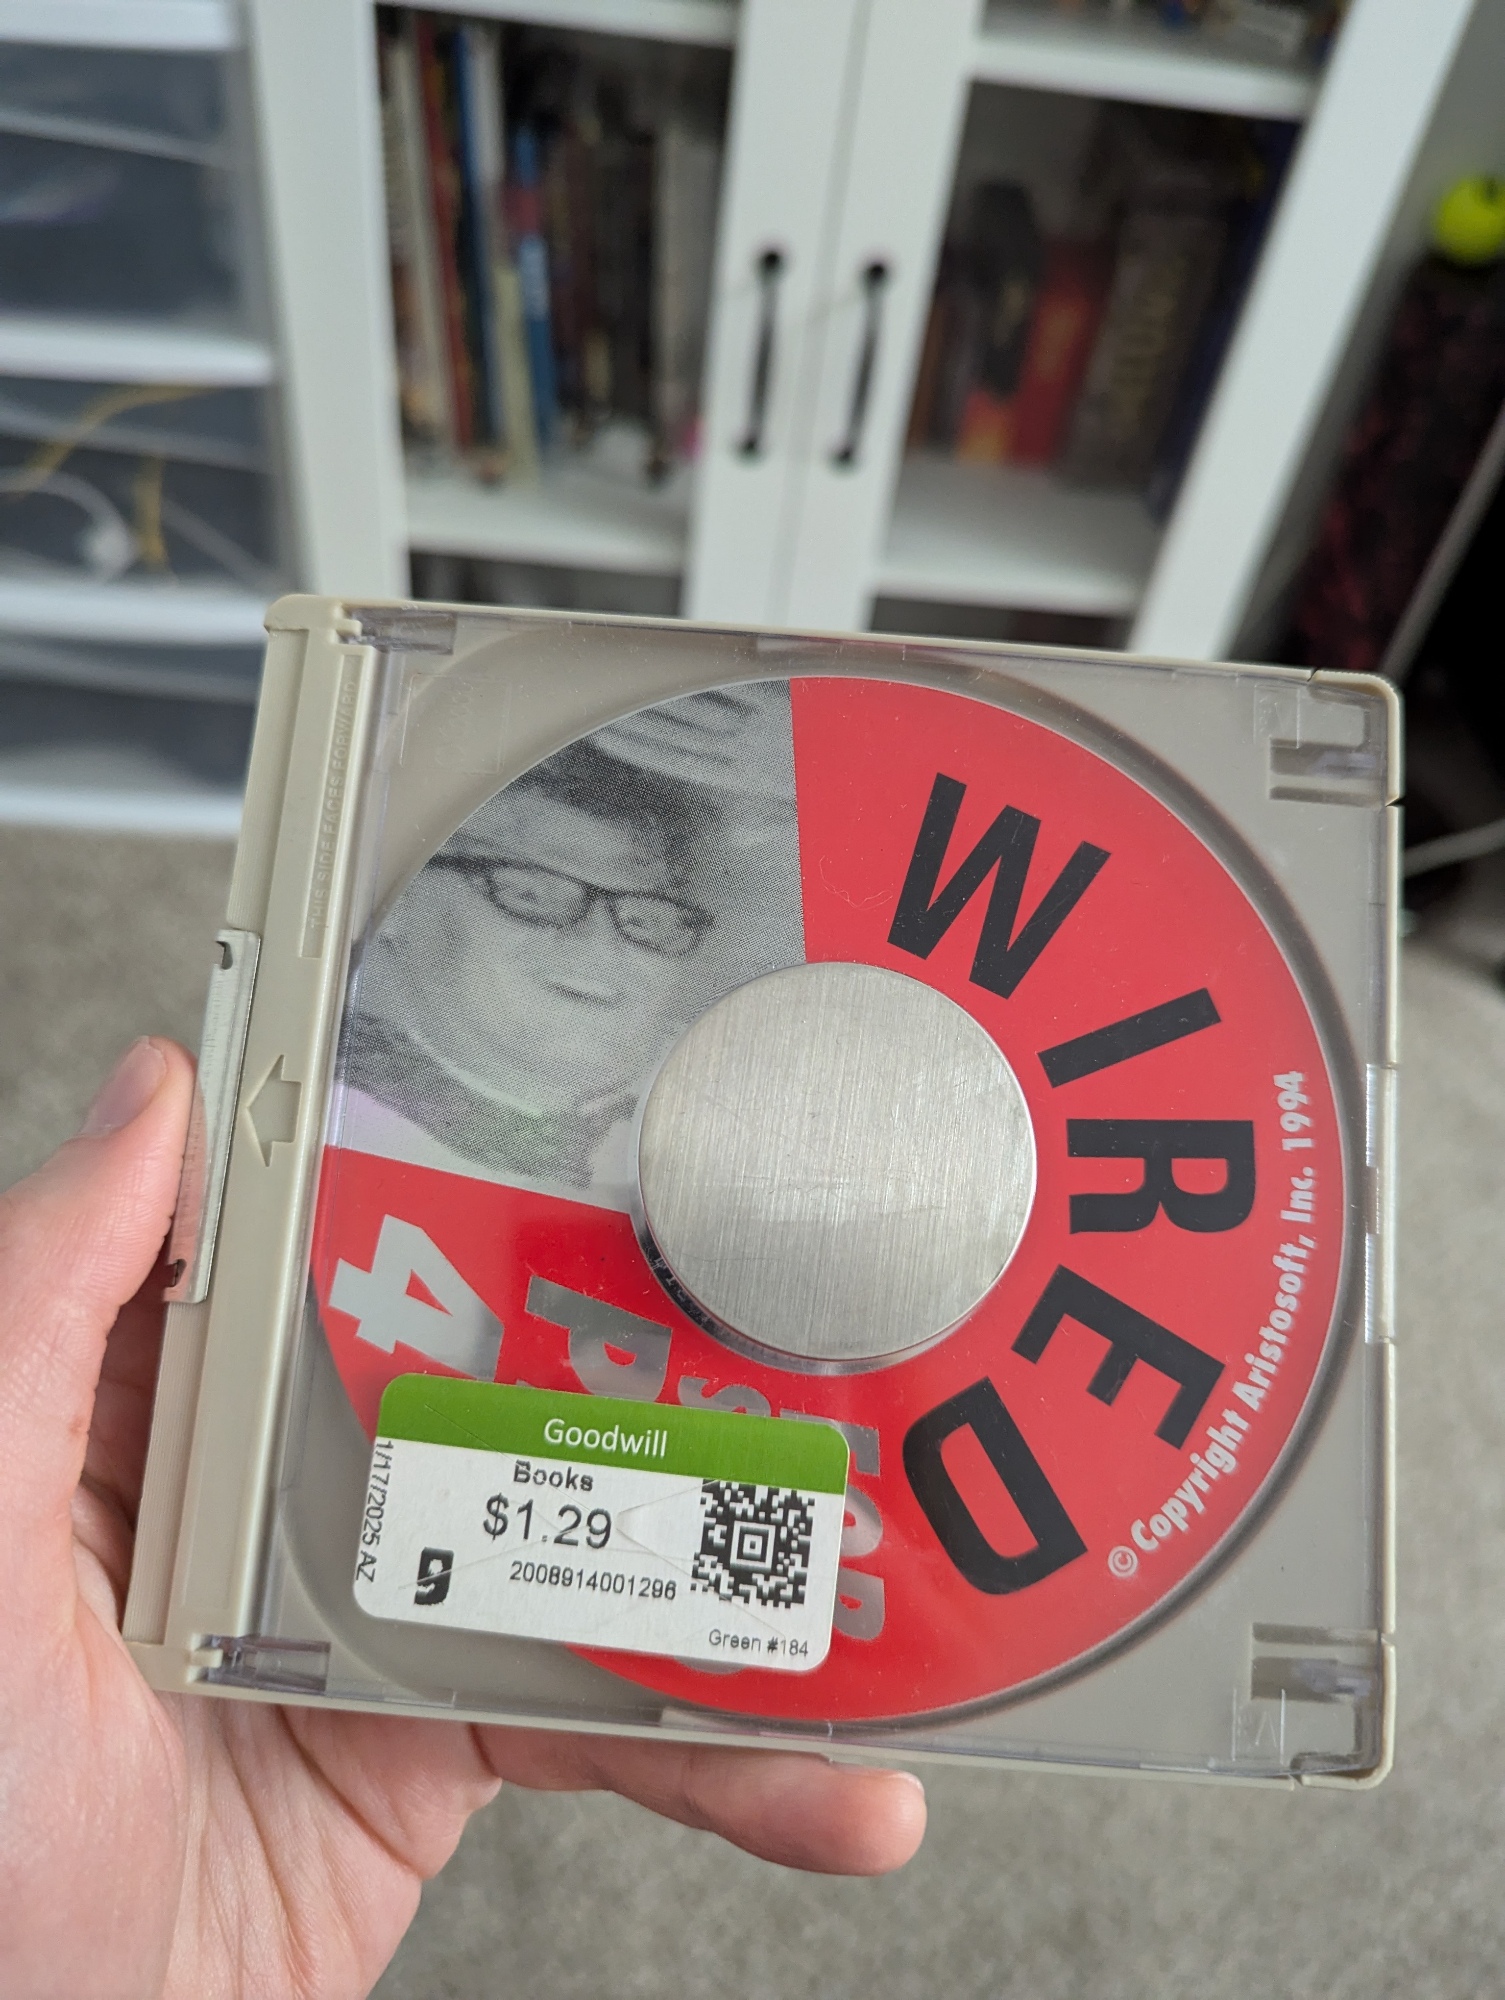 THIS SIDE FACES FORWARD
WIRED
© Copyright Aristosoft, Inc. 1994
4
Goodwill
Books
$1.29
2008914001296
1/17/2025 AZ
Green #184